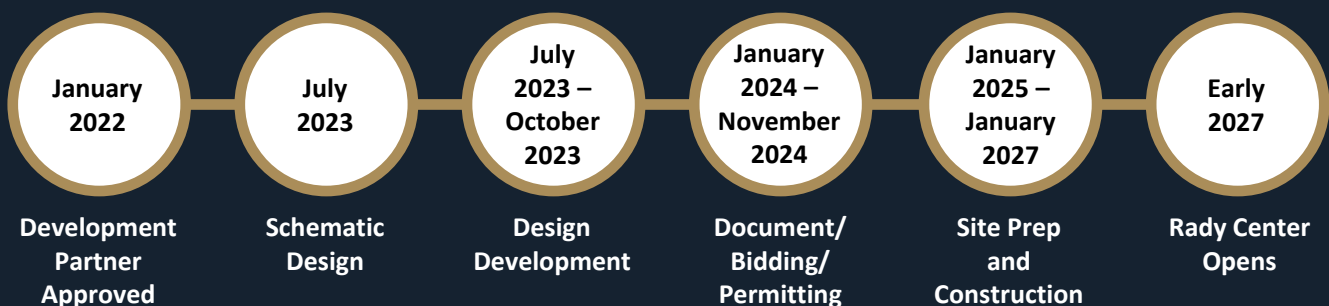 January
2022
July
2023
July
2023 –
October
2023
January
2024 –
November
2024
January
2025 –
January
2027
Early
2027
Development
Partner
Approved
Schematic
Design
Design
Development
Document/
Bidding/
Permitting
Site Prep
and
Construction
Rady Center
Opens